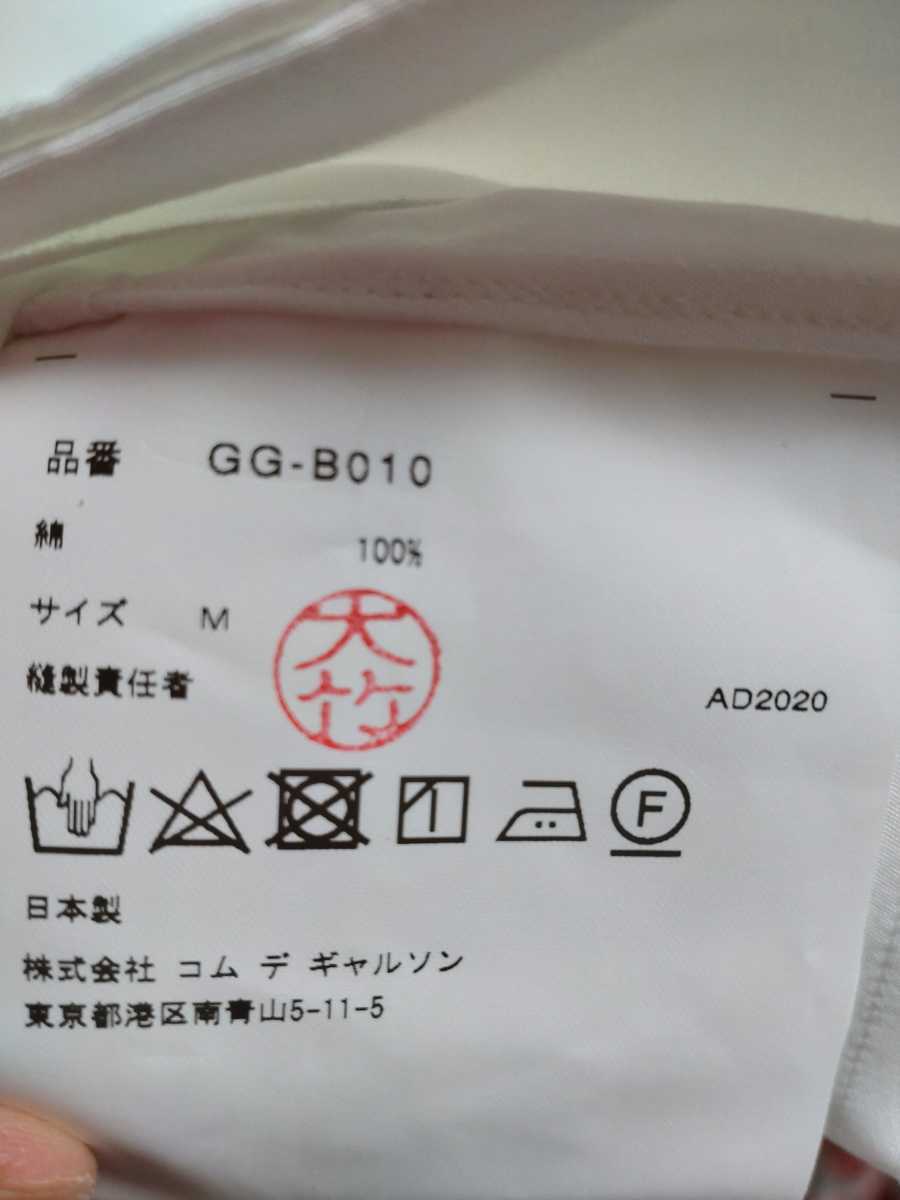 品番 GG-B010
綿 100%
サイズ M
大竹
縫製責任者
AD2020
F
日本製
株式会社 コム デ ギャルソン
東京都港区南青山5-11-5